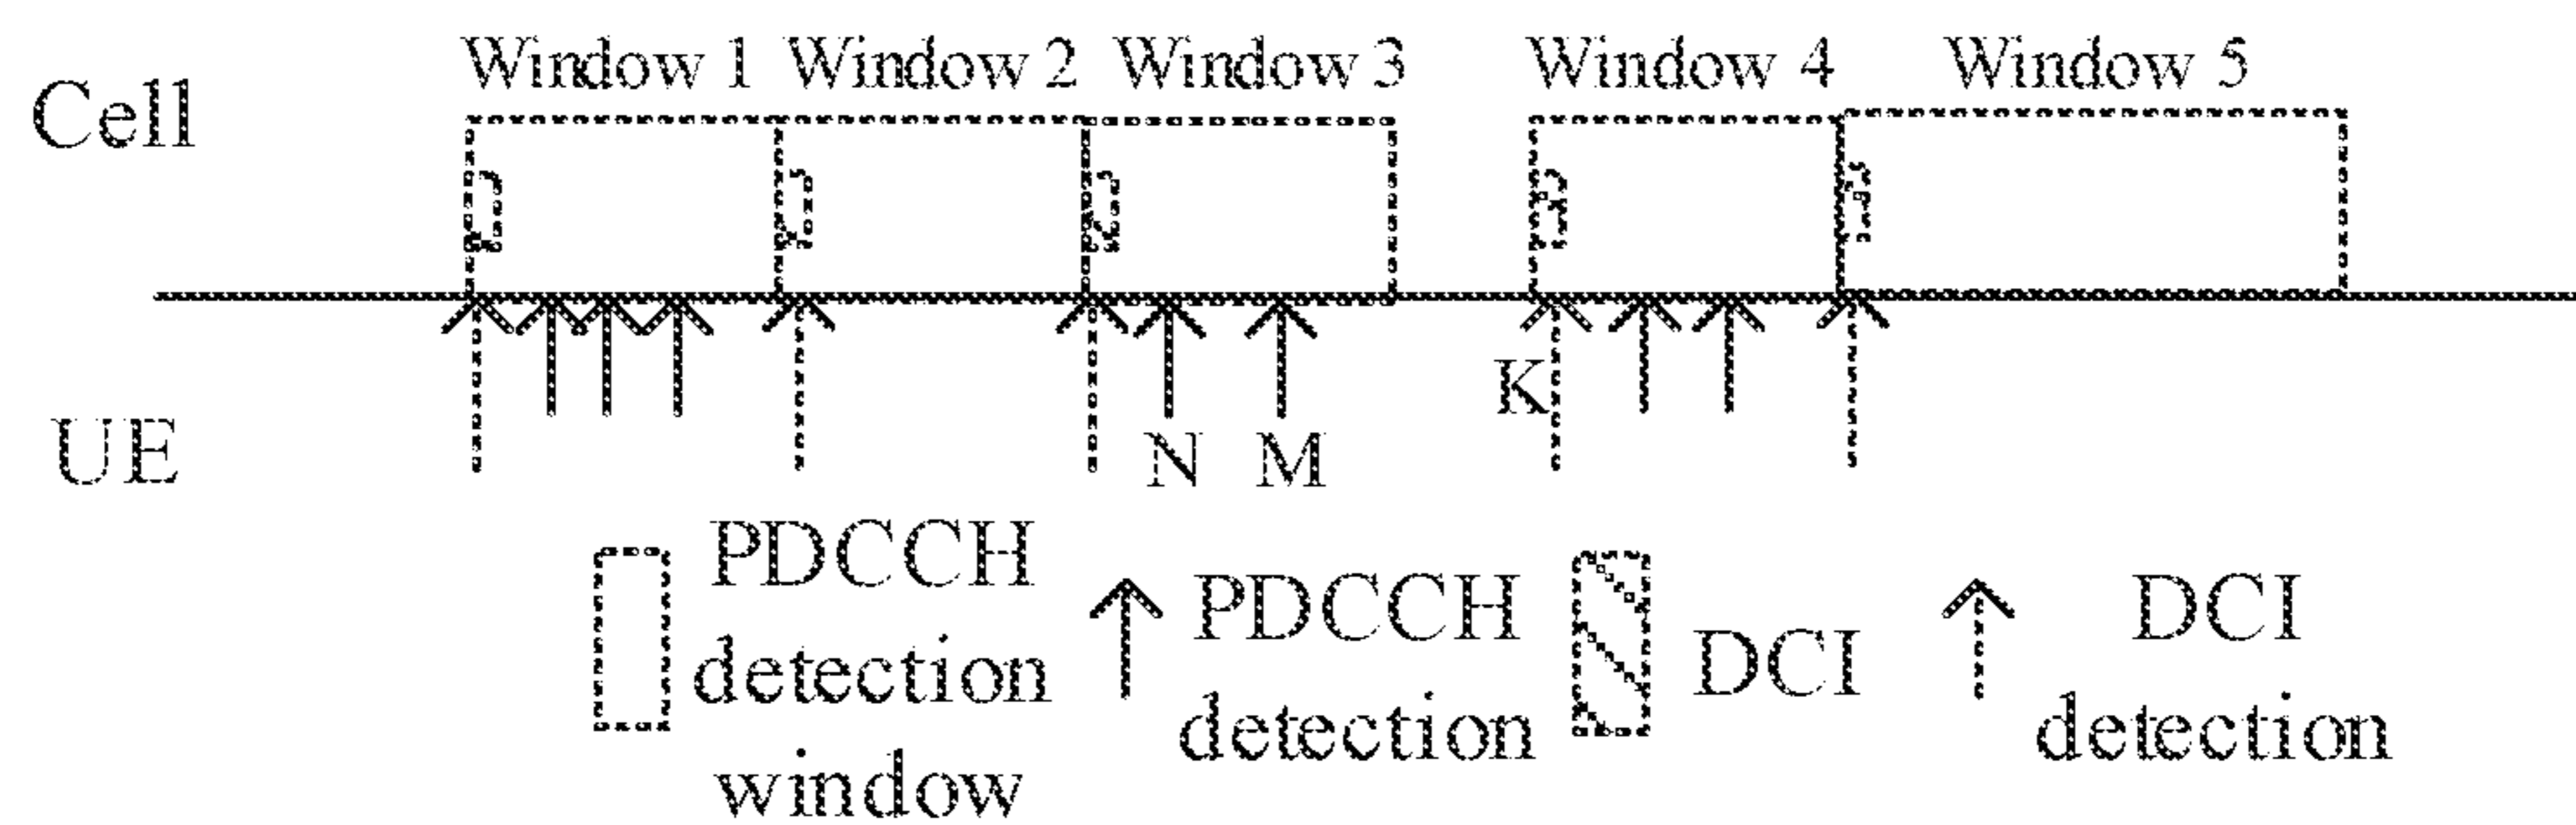 Window 1 Window 2 Window 3 Window 4 Window 5
Cell
K
UE
N M
PDCCH
detection
window
PDCCH
detection
DCI
DCI
detection